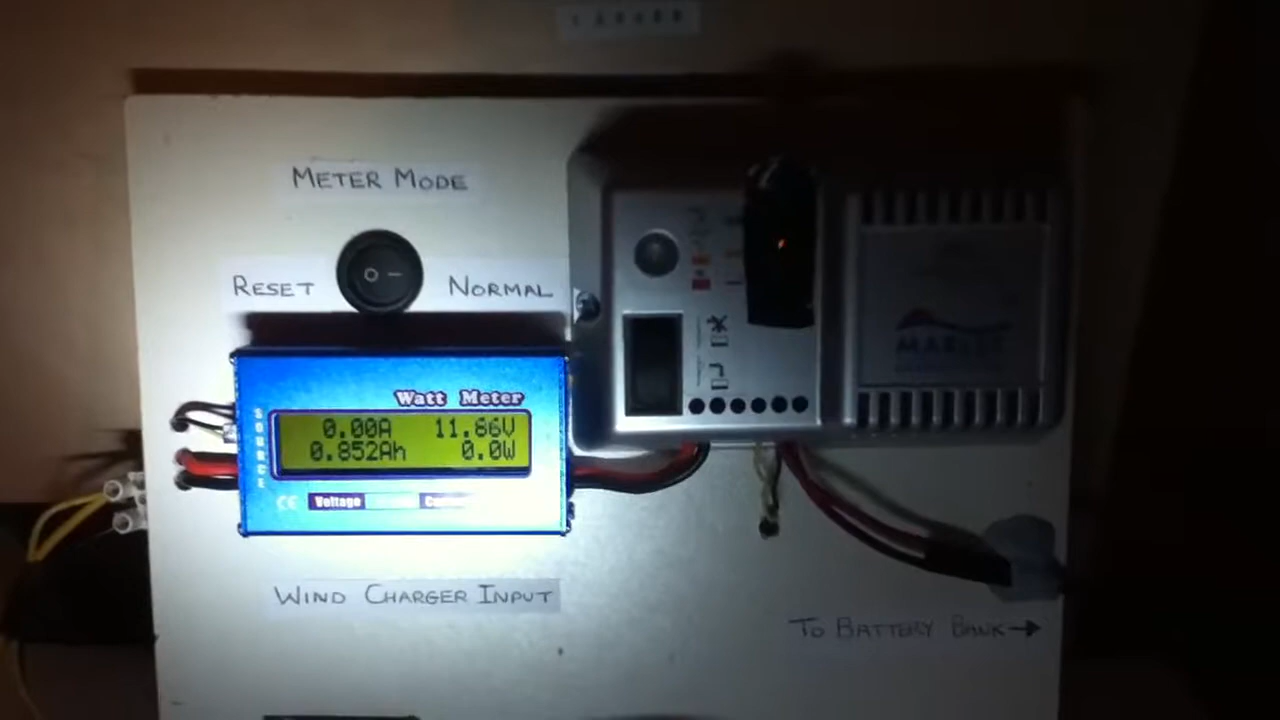 METER MODE
RESET
NORMAL
Watt Meter
SOURCE
0.00A 11.86V
0.852Ah 0.0W
CE Voltage
WIND CHARGER INPUT
TO BATTERY BANK→